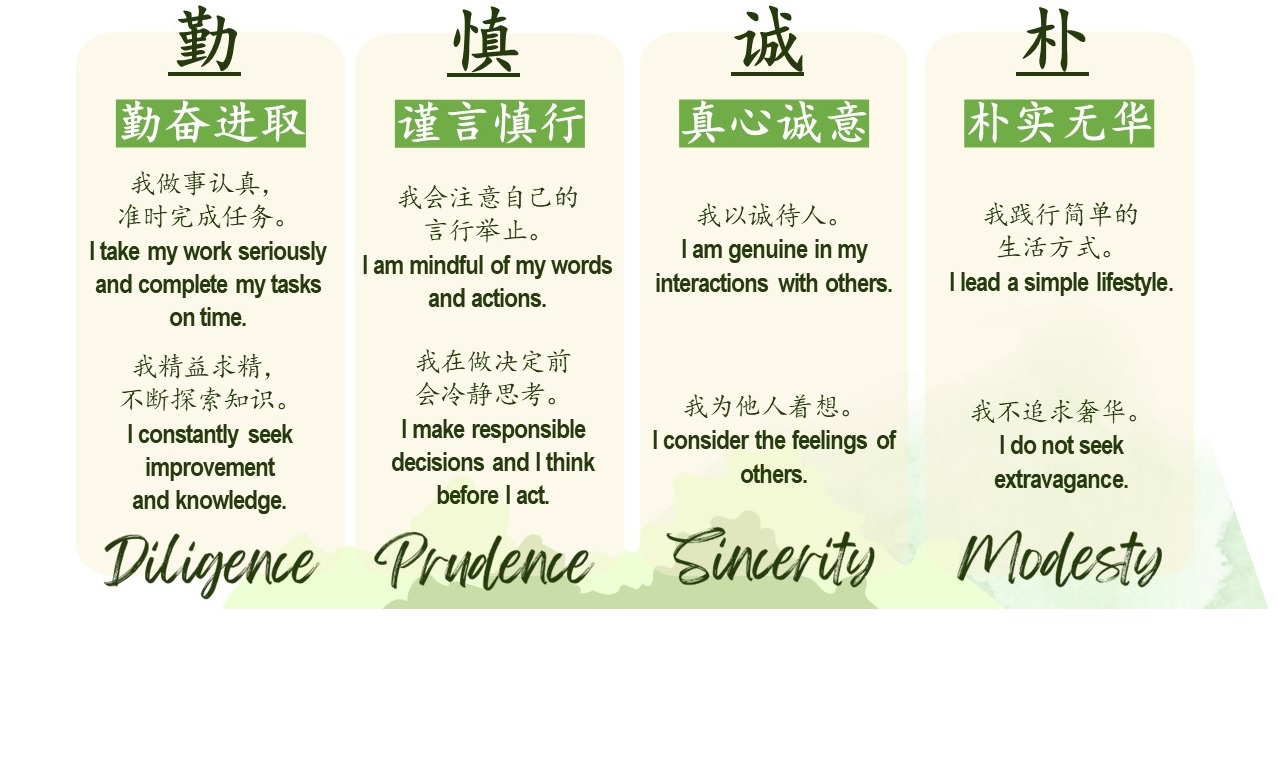 勤
勤奋进取
我做事认真，
准时完成任务。
I take my work seriously
and complete my tasks
on time.
我精益求精，
不断探索知识。
I constantly seek
improvement
and knowledge.
Diligence
慎
谨言慎行
我会注意自己的
言行举止。
I am mindful of my words
and actions.
我在做决定前
会冷静思考。
I make responsible
decisions and I think
before I act.
Prudence
诚
真心诚意
我以诚待人。
I am genuine in my
interactions with others.
我为他人着想。
I consider the feelings of
others.
Sincerity
朴
朴实无华
我践行简单的
生活方式。
I lead a simple lifestyle.
我不追求奢华。
I do not seek
extravagance.
Modesty